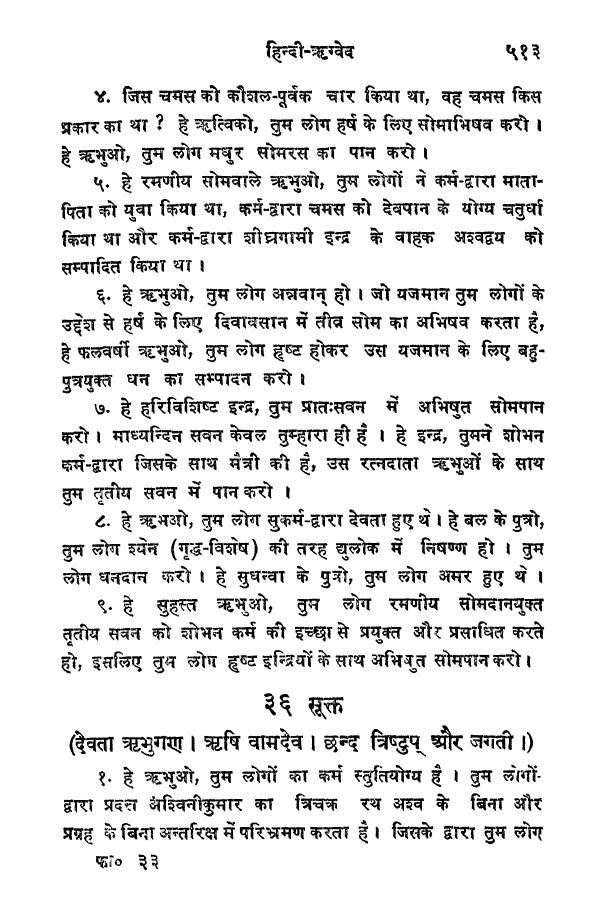 हिन्दी-ऋग्वेद ५१३
४. जिस चमस को कौशल-पूर्वक चार किया था, वह चमस किस
प्रकार का था ? हे ऋत्विको, तुम लोग हर्ष के लिए सोमाभिषव करो ।
हे ऋभुओ, तुम लोग मधुर सोमरस का पान करो ।
५. हे रमणीय सोमवाले ऋभुओ, तुम लोगों ने कर्म-द्वारा माता-
पिता को युवा किया था, कर्म-द्वारा चमस को देवपान के योग्य चतुर्धा
किया था और कर्म-द्वारा शीघ्रगामी इन्द्र के वाहक अश्वद्वय को
सम्पादित किया था ।
६. हे ऋभुओ, तुम लोग अन्नवान् हो । जो यजमान तुम लोगों के
उद्देश से हर्ष के लिए दिवावसान में तीव्र सोम का अभिषव करता है,
हे फलवर्षी ऋभुओ, तुम लोग हृष्ट होकर उस यजमान के लिए बहु-
पुत्रयुक्त धन का सम्पादन करो ।
७. हे हरिविशिष्ट इन्द्र, तुम प्रातःसवन में अभिषुत सोमपान
करो । माध्यन्दिन सवन केवल तुम्हारा ही है । हे इन्द्र, तुमने शोभन
कर्म-द्वारा जिसके साथ मैत्री की है, उस रत्नदाता ऋभुओं के साथ
तुम तृतीय सवन में पान करो ।
८. हे ऋभओ, तुम लोग सुकर्म-द्वारा देवता हुए थे । हे बल के पुत्रो,
तुम लोग श्येन (गृद्ध-विशेष) की तरह द्युलोक में निषण्ण हो । तुम
लोग धनदान करो । हे सुधन्वा के पुत्रो, तुम लोग अमर हुए थे ।
९. हे सुहस्त ऋभुओ, तुम लोग रमणीय सोमदानयुक्त
तृतीय सवन को शोभन कर्म की इच्छा से प्रयुक्त और प्रसाधित करते
हो, इसलिए तुम लोग हृष्ट इन्द्रियों के साथ अभिषुत सोमपान करो ।
३६ सूक्त
(देवता ऋभुगण । ऋषि वामदेव । छन्द त्रिष्टुप् और जगती ।)
१. हे ऋभुओ, तुम लोगों का कर्म स्तुतियोग्य है । तुम लोगों-
द्वारा प्रदत्त अश्विनीकुमार का त्रिचक्र रथ अश्व के बिना और
प्रग्रह के बिना अन्तरिक्ष में परिभ्रमण करता है । जिसके द्वारा तुम लोग
फा० ३३